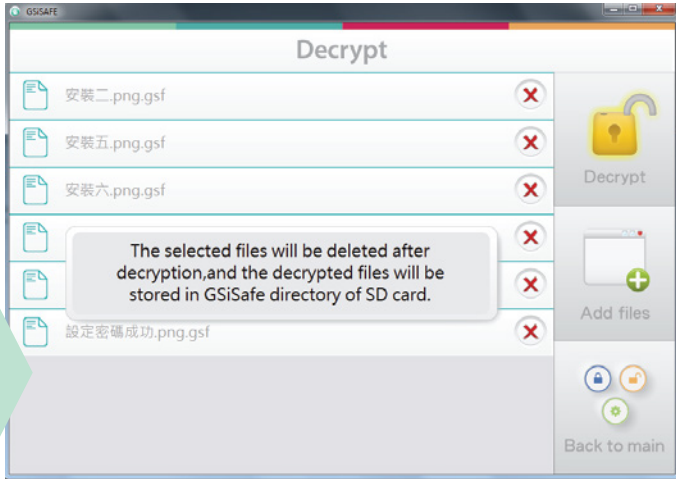 GSiSAFE
Decrypt
安裝二.png.gsf
安裝五.png.gsf
安裝六.png.gsf
The selected files will be deleted after
decryption,and the decrypted files will be
stored in GSiSafe directory of SD card.
設定密碼成功.png.gsf
Decrypt
Add files
Back to main